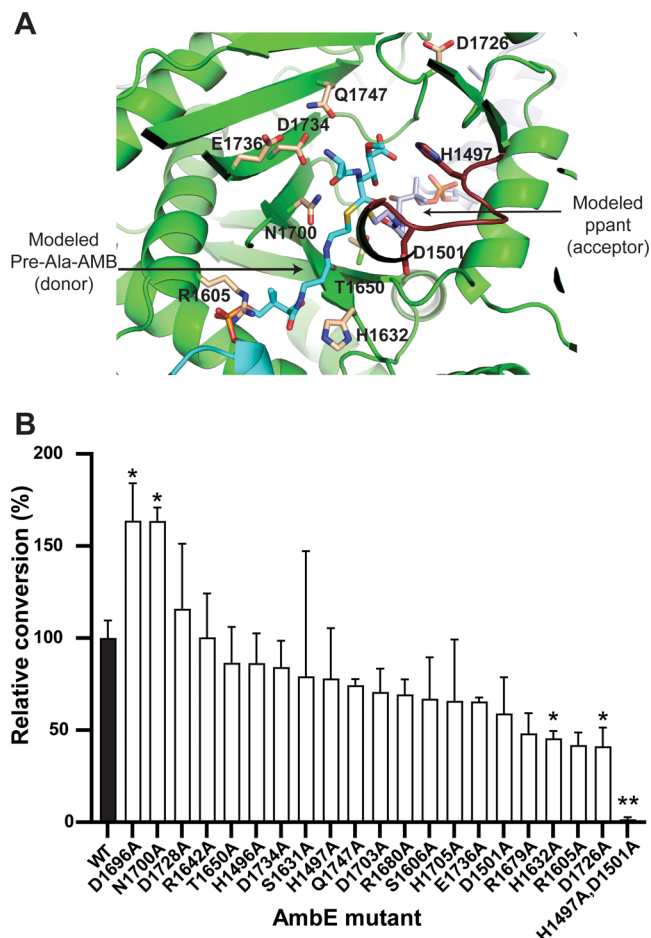 A
D1726
Q1747
D1734
E1736
H1497
N1700
Modeled
Pre-Ala-AMB
(donor)
Modeled
ppant
(acceptor)
D1501
T1650
R1605
H1632
B
Relative conversion (%)
200
150
100
50
0
*
*
*
*
**
WT
D1696A
N1700A
D1728A
R1642A
T1650A
H1496A
D1734A
S1631A
H1497A
Q1747A
D1703A
R1680A
S1606A
H1705A
E1736A
D1501A
R1679A
H1632A
R1605A
D1726A
H1497A,D1501A
AmbE mutant